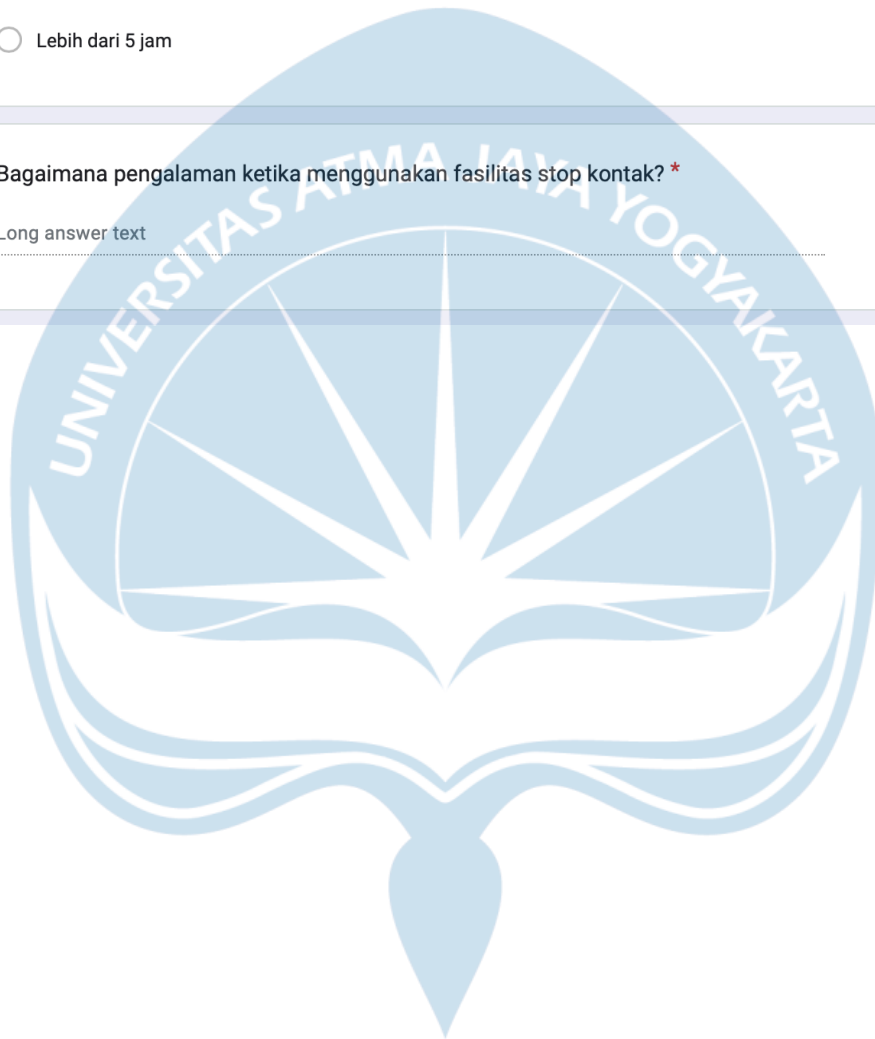 Lebih dari 5 jam
Bagaimana pengalaman ketika menggunakan fasilitas stop kontak? *
Long answer text
UNIVERSITAS ATMA JAYA YOGYAKARTA